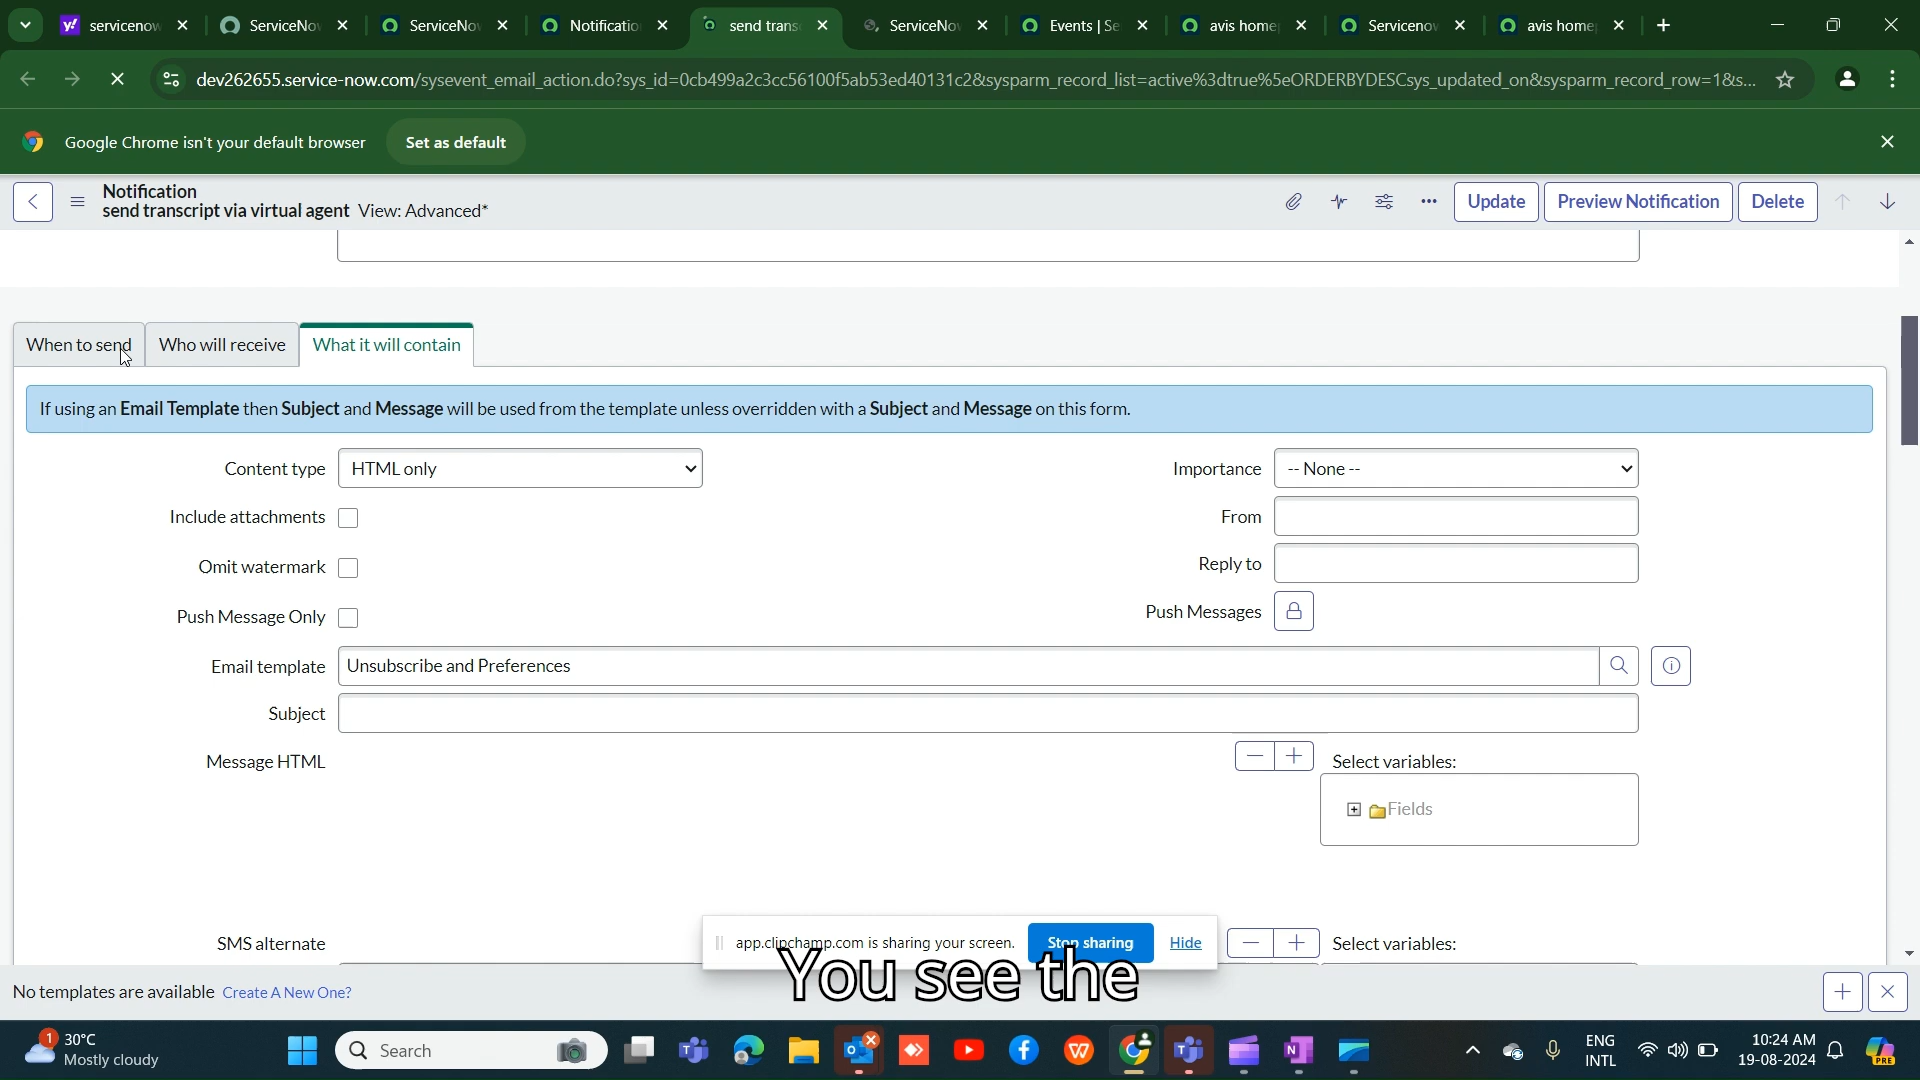 servicenow
ServiceNo
ServiceNo
Notificatio
send trans
ServiceNo
Events | Se
avis home
Servicenow
avis home
dev262655.service-now.com/sysevent_email_action.do?sys_id=0cb499a2c3cc56100f5ab53ed40131c2&sysparm_record_list=active%3dtrue%5eORDERBYDESCsys_updated_on&sysparm_record_row=1&s...
Google Chrome isn't your default browser
Set as default
Notification
send transcript via virtual agent View: Advanced*
Update
Preview Notification
Delete
When to send
Who will receive
What it will contain
If using an Email Template then Subject and Message will be used from the template unless overridden with a Subject and Message on this form.
Content type
HTML only
Importance
-- None --
Include attachments
From
Omit watermark
Reply to
Push Message Only
Push Messages
Email template
Unsubscribe and Preferences
Subject
Message HTML
Select variables:
Fields
SMS alternate
Select variables:
app.clipchamp.com is sharing your screen.
Stop sharing
Hide
You see the
No templates are available Create A New One?
1
30°C
Mostly cloudy
Search
ENG
INTL
10:24 AM
19-08-2024
PRE